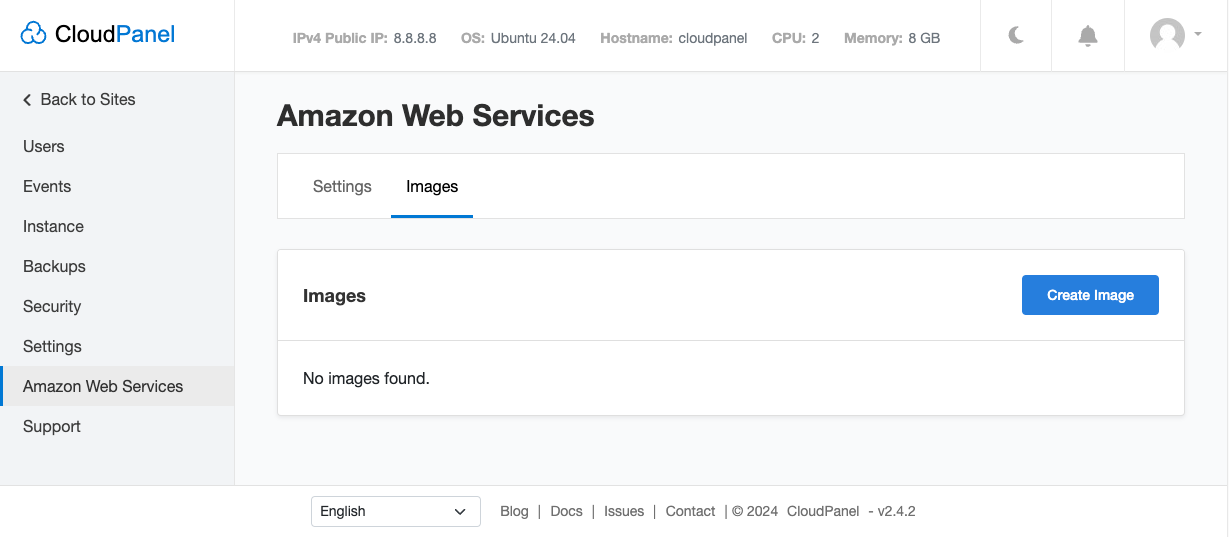 CloudPanel
IPv4 Public IP: 8.8.8.8 OS: Ubuntu 24.04 Hostname: cloudpanel CPU: 2 Memory: 8 GB
Back to Sites
Users
Events
Instance
Backups
Security
Settings
Amazon Web Services
Support
Amazon Web Services
Settings Images
Images Create Image
No images found.
English Blog | Docs | Issues | Contact | © 2024 CloudPanel - v2.4.2